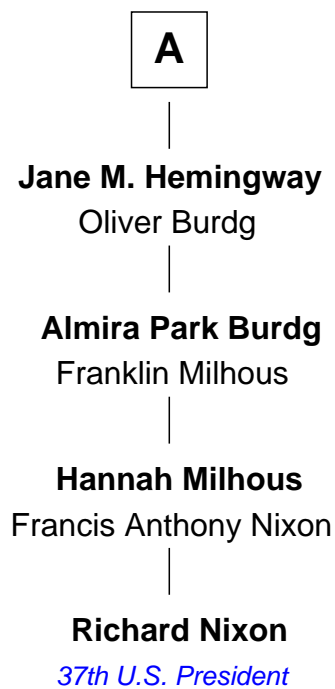 A
Jane M. Hemingway
Oliver Burdg
Almira Park Burdg
Franklin Milhous
Hannah Milhous
Francis Anthony Nixon
Richard Nixon
37th U.S. President